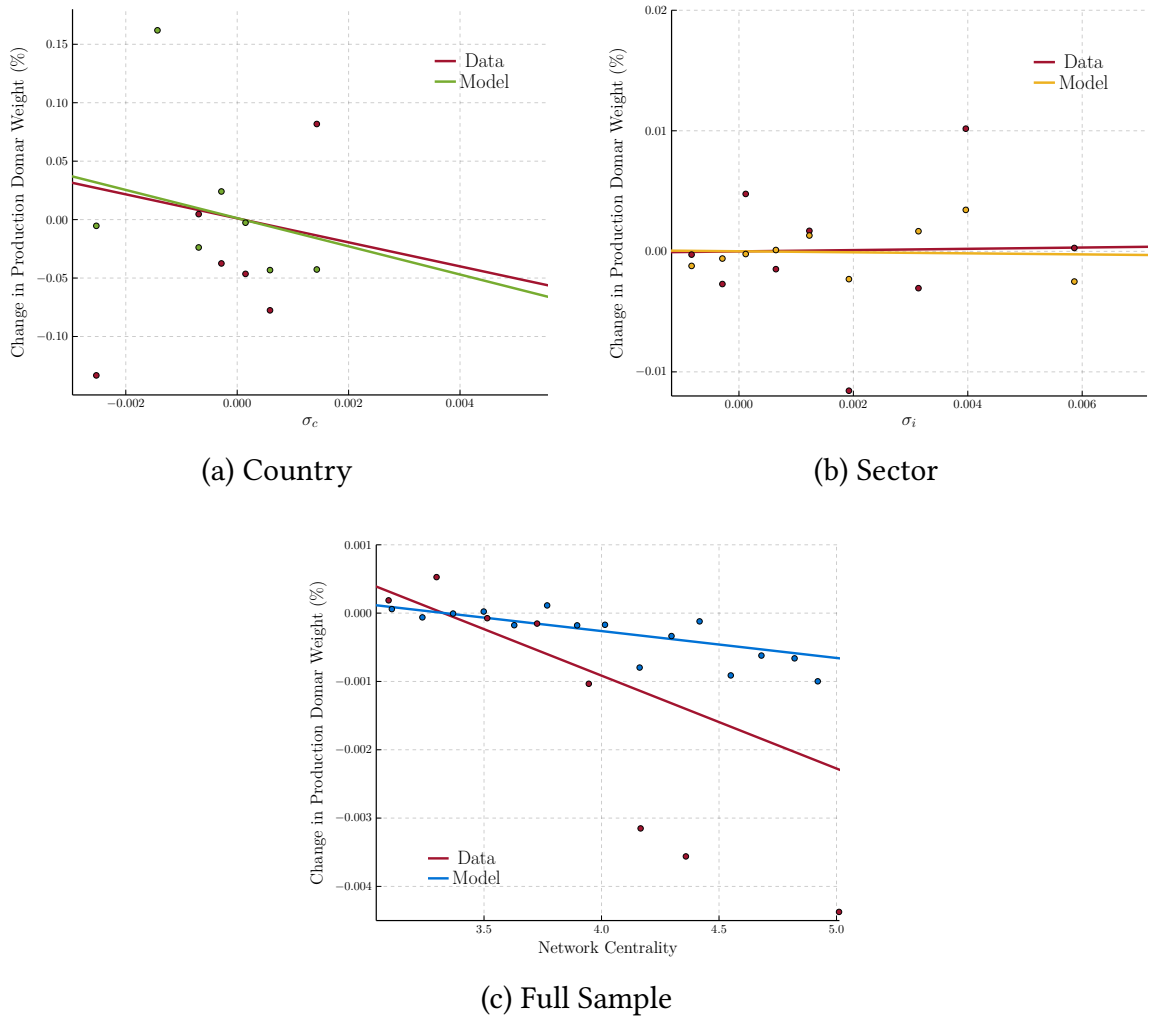 Change in Production Domar Weight (%)
0.15
0.10
0.05
0.00
−0.05
−0.10
Data
Model
−0.002
0.000
0.002
0.004
σc
(a) Country
Change in Production Domar Weight (%)
0.02
0.01
0.00
−0.01
Data
Model
0.000
0.002
0.004
0.006
σi
(b) Sector
Change in Production Domar Weight (%)
0.001
0.000
−0.001
−0.002
−0.003
−0.004
Data
Model
3.5
4.0
4.5
5.0
Network Centrality
(c) Full Sample